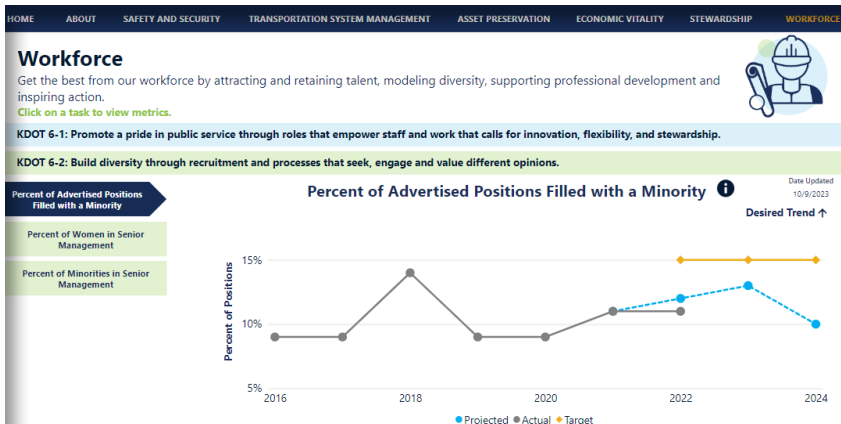 HOME ABOUT SAFETY AND SECURITY TRANSPORTATION SYSTEM MANAGEMENT ASSET PRESERVATION ECONOMIC VITALITY STEWARDSHIP WORKFORCE
Workforce
Get the best from our workforce by attracting and retaining talent, modeling diversity, supporting professional development and
inspiring action.
Click on a task to view metrics.
KDOT 6-1: Promote a pride in public service through roles that empower staff and work that calls for innovation, flexibility, and stewardship.
KDOT 6-2: Build diversity through recruitment and processes that seek, engage and value different opinions.
Percent of Advertised Positions
Filled with a Minority
Percent of Women in Senior
Management
Percent of Minorities in Senior
Management
Percent of Advertised Positions Filled with a Minority i
Date Updated
10/9/2023
Desired Trend ↑
Percent of Positions
15%
10%
5%
2016 2018 2020 2022 2024
Projected Actual Target